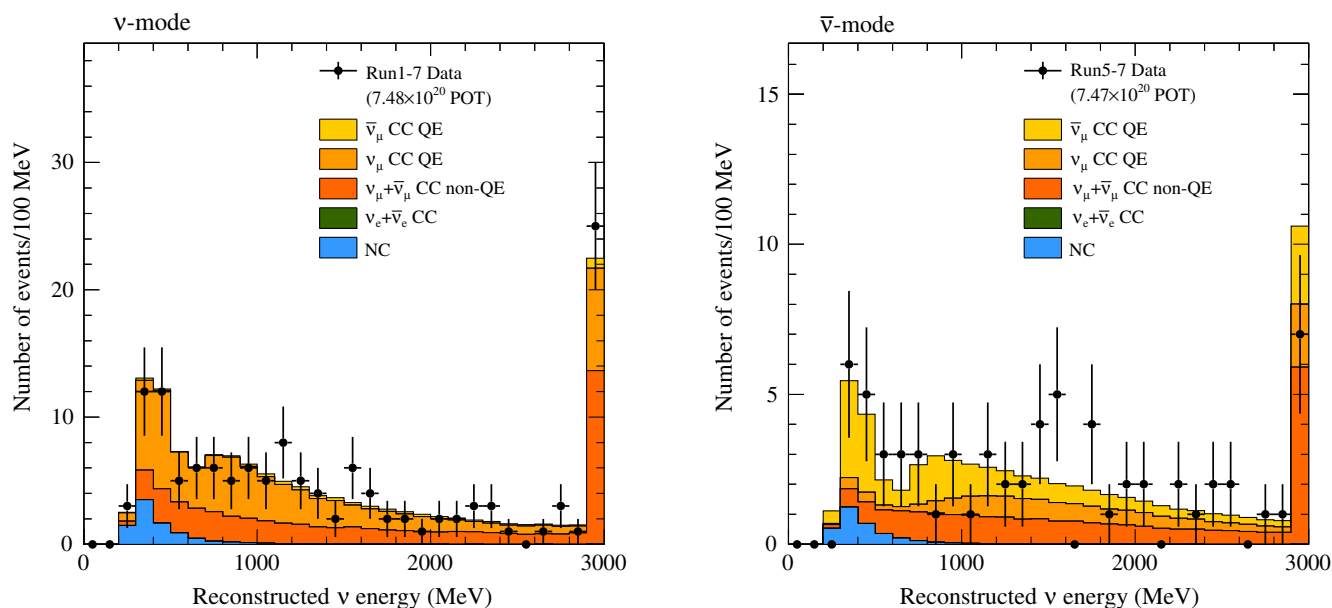 ν-mode
Run1-7 Data
(7.48×10²⁰ POT)
ν̅μ CC QE
νμ CC QE
νμ+ν̅μ CC non-QE
νe+ν̅e CC
NC
Number of events/100 MeV
30
20
10
0
0 1000 2000 3000
Reconstructed ν energy (MeV)
ν̅-mode
Run5-7 Data
(7.47×10²⁰ POT)
ν̅μ CC QE
νμ CC QE
νμ+ν̅μ CC non-QE
νe+ν̅e CC
NC
Number of events/100 MeV
15
10
5
0
0 1000 2000 3000
Reconstructed ν energy (MeV)